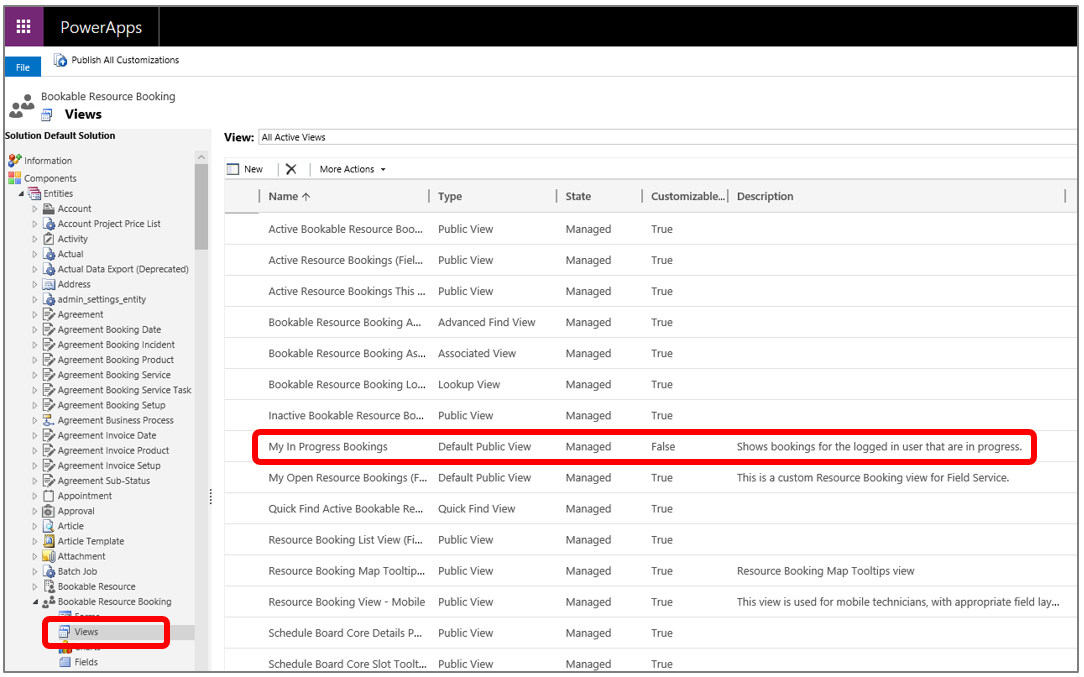 PowerApps
File
Publish All Customizations
Bookable Resource Booking
Views
Solution Default Solution
Information
Components
Entities
Account
Account Project Price List
Activity
Actual
Actual Data Export (Deprecated)
Address
admin_settings_entity
Agreement
Agreement Booking Date
Agreement Booking Incident
Agreement Booking Product
Agreement Booking Service
Agreement Booking Service Task
Agreement Booking Setup
Agreement Business Process
Agreement Invoice Date
Agreement Invoice Product
Agreement Invoice Setup
Agreement Sub-Status
Appointment
Approval
Article
Article Template
Attachment
Batch Job
Bookable Resource
Bookable Resource Booking
Forms
Views
Charts
Fields
View: All Active Views
New More Actions
Name Type State Customizable... Description
Active Bookable Resource Boo... Public View Managed True
Active Resource Bookings (Fiel... Public View Managed True
Active Resource Bookings This ... Public View Managed True
Bookable Resource Booking A... Advanced Find View Managed True
Bookable Resource Booking As... Associated View Managed True
Bookable Resource Booking Lo... Lookup View Managed True
Inactive Bookable Resource Bo... Public View Managed True
My In Progress Bookings Default Public View Managed False Shows bookings for the logged in user that are in progress.
My Open Resource Bookings (F... Default Public View Managed True This is a custom Resource Booking view for Field Service.
Quick Find Active Bookable Re... Quick Find View Managed True
Resource Booking List View (Fi... Public View Managed True
Resource Booking Map Tooltip... Public View Managed True Resource Booking Map Tooltips view
Resource Booking View - Mobile Public View Managed True This view is used for mobile technicians, with appropriate field lay...
Schedule Board Core Details P... Public View Managed True
Schedule Board Core Slot Toolt... Public View Managed True